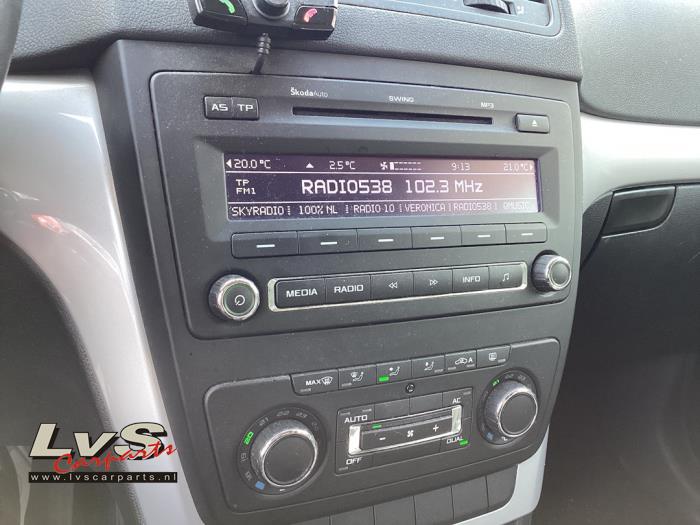 ŠkodaAuto SWING MP3
AS TP
20.0°C 2.5°C 9:13 21.0°C
TP
FM1
RADIO538 102.3 MHz
SKYRADIO 100% NL RADIO 10 VERONICA RADIO538 QMUSIC
MEDIA RADIO INFO
MAX A
AUTO AC
- +
OFF DUAL
LvS
Carparts
www.lvscarparts.nl